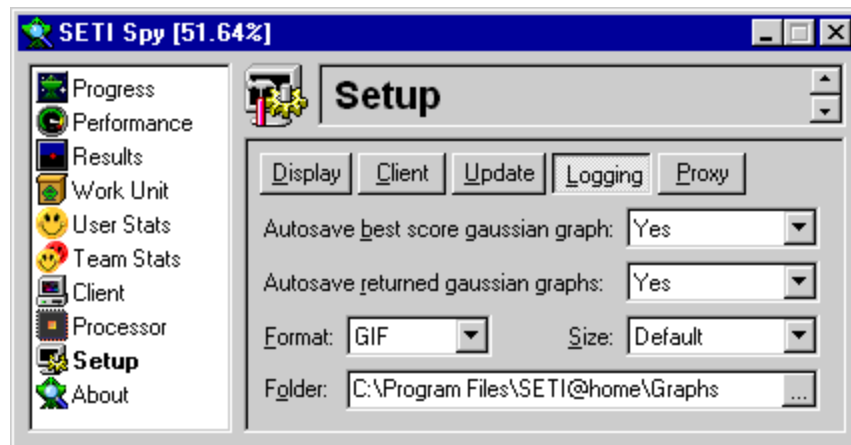 SETI Spy [51.64%]
Progress
Performance
Results
Work Unit
User Stats
Team Stats
Client
Processor
Setup
About
Setup
Display Client Update Logging Proxy
Autosave best score gaussian graph: Yes
Autosave returned gaussian graphs: Yes
Format: GIF Size: Default
Folder: C:\Program Files\SETI@home\Graphs ...